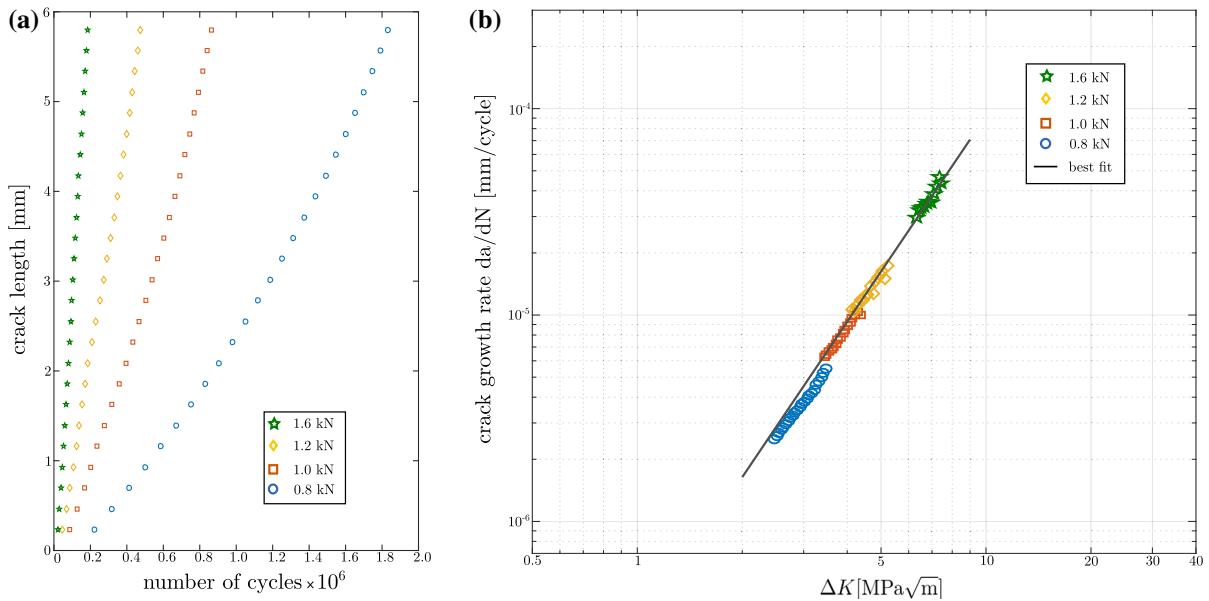 (a)
6
5
4
3
2
1
0
crack length [mm]
1.6 kN
1.2 kN
1.0 kN
0.8 kN
0 0.2 0.4 0.6 0.8 1.0 1.2 1.4 1.6 1.8 2.0
number of cycles × 10^6
(b)
10^-4
10^-5
10^-6
crack growth rate da/dN [mm/cycle]
1.6 kN
1.2 kN
1.0 kN
0.8 kN
best fit
0.5 1 2 5 10 20 30 40
ΔK[MPa√m]